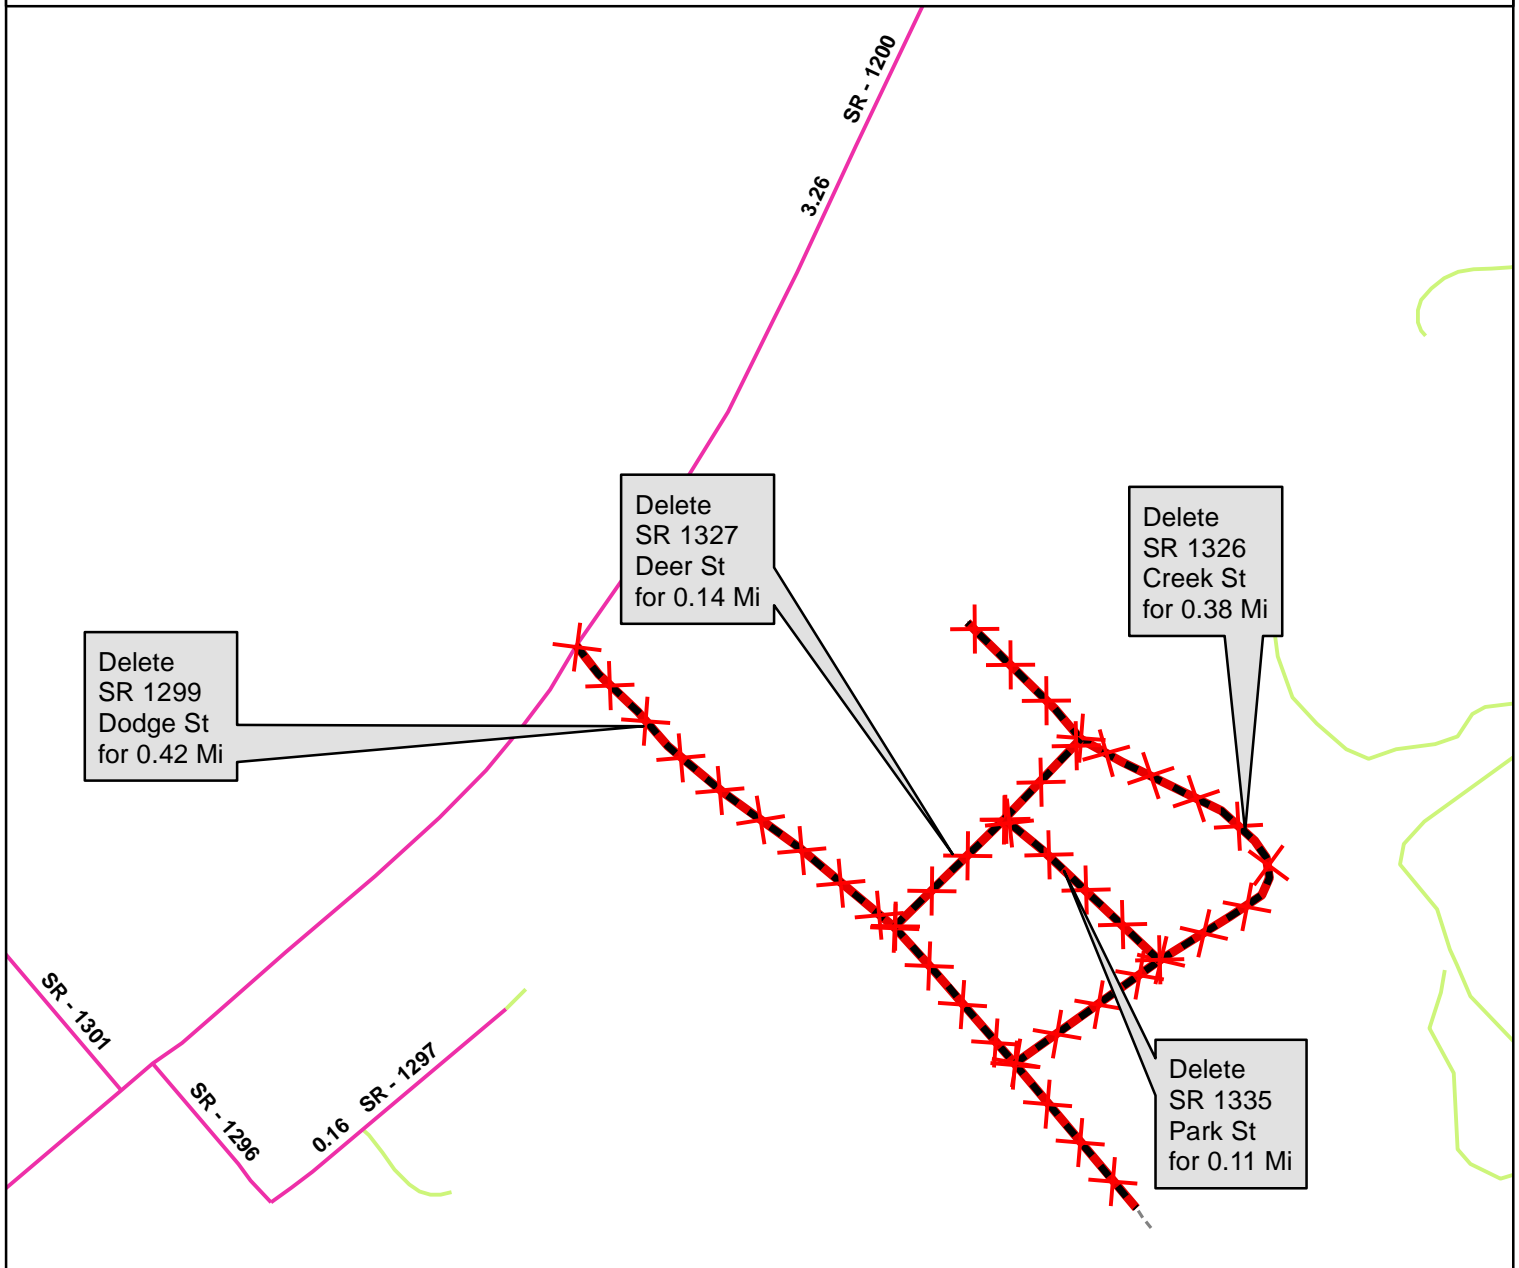 SR - 1200
3.26
Delete
SR 1327
Deer St
for 0.14 Mi
Delete
SR 1326
Creek St
for 0.38 Mi
Delete
SR 1299
Dodge St
for 0.42 Mi
SR - 1301
SR - 1296
0.16 SR - 1297
Delete
SR 1335
Park St
for 0.11 Mi